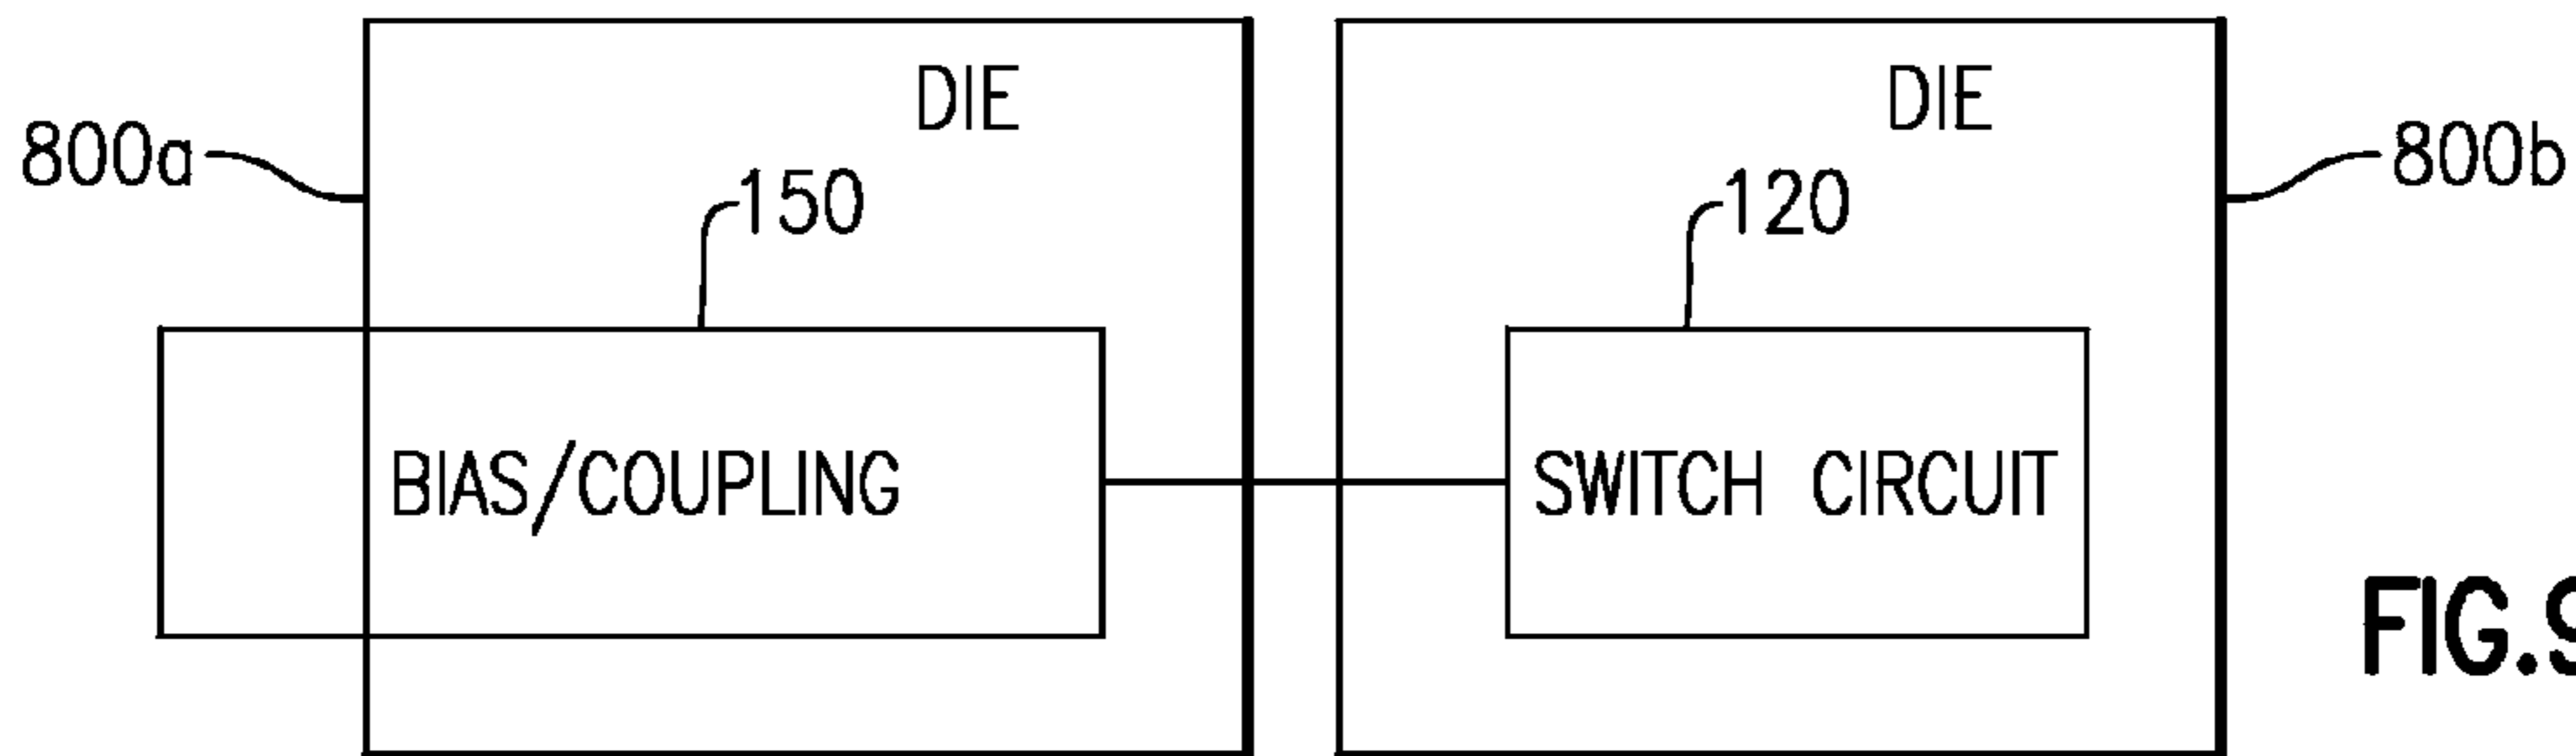 DIE
DIE
800a
800b
150
120
BIAS/COUPLING
SWITCH CIRCUIT